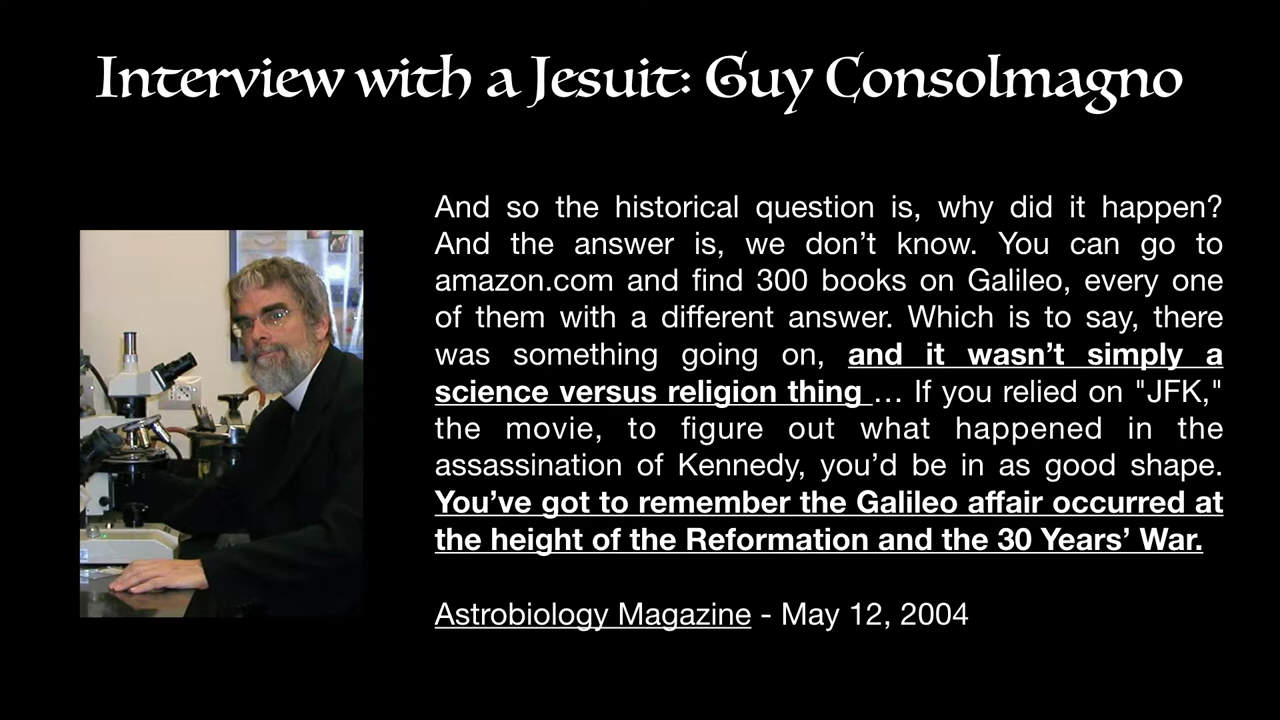 Interview with a Jesuit: Guy Consolmagno
And so the historical question is, why did it happen?
And the answer is, we don’t know. You can go to
amazon.com and find 300 books on Galileo, every one
of them with a different answer. Which is to say, there
was something going on, and it wasn’t simply a
science versus religion thing … If you relied on "JFK,"
the movie, to figure out what happened in the
assassination of Kennedy, you’d be in as good shape.
You’ve got to remember the Galileo affair occurred at
the height of the Reformation and the 30 Years’ War.
Astrobiology Magazine - May 12, 2004